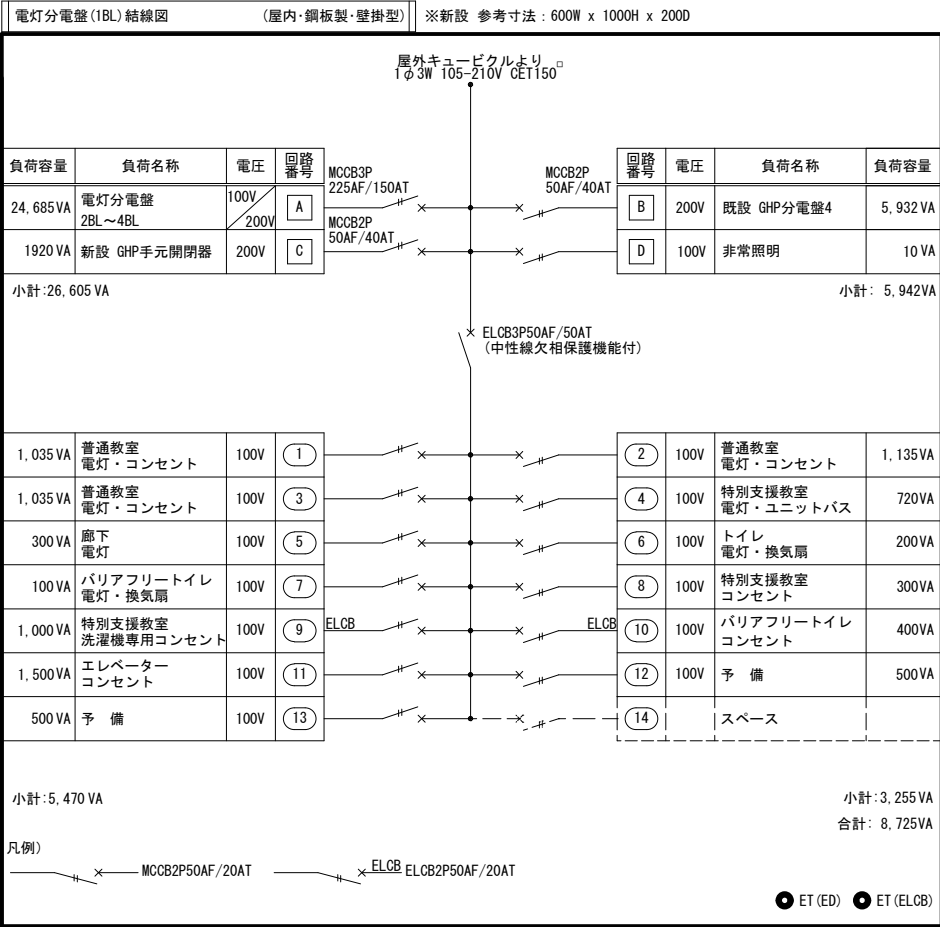 電灯分電盤(1BL)結線図 (屋内・鋼板製・壁掛型) ※新設 参考寸法：600W x 1000H x 200D
屋外キュービクルより
1φ3W 105-210V CET150□
負荷容量 負荷名称 電圧 回路番号
MCCB3P
225AF/150AT
24,685VA 電灯分電盤 100V/200V A
2BL～4BL
MCCB2P
50AF/40AT
1920VA 新設 GHP手元開閉器 200V C
小計:26,605VA
回路番号 電圧 負荷名称 負荷容量
MCCB2P
50AF/40AT
B 200V 既設 GHP分電盤4 5,932VA
D 100V 非常照明 10VA
小計: 5,942VA
ELCB3P50AF/50AT
(中性線欠相保護機能付)
1,035VA 普通教室 100V 1
電灯・コンセント
1,035VA 普通教室 100V 3
電灯・コンセント
300VA 廊下 100V 5
電灯
100VA バリアフリートイレ 100V 7
電灯・換気扇
1,000VA 特別支援教室 100V 9 ELCB
洗濯機専用コンセント
1,500VA エレベーター 100V 11
コンセント
500VA 予 備 100V 13
小計:5,470VA
2 100V 普通教室 1,135VA
電灯・コンセント
4 100V 特別支援教室 720VA
電灯・ユニットバス
6 100V トイレ 200VA
電灯・換気扇
8 100V 特別支援教室 300VA
コンセント
ELCB 10 100V バリアフリートイレ 400VA
コンセント
12 100V 予 備 500VA
14 スペース
小計:3,255VA
合計: 8,725VA
凡例)
MCCB2P50AF/20AT ELCB ELCB2P50AF/20AT
ET(ED) ET(ELCB)